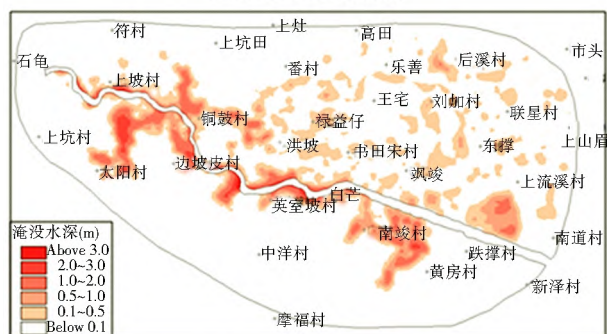 符村
上灶
高田
上坑田
石龟
番村
乐善
后溪村
市头
上坡村
王宅
刘帕村
联星村
铜鼓村
禄益仔
上坑村
洪坡
书田宋村
东撑
上山眉
太阳村
边坡皮村
飒竣
上流溪村
白芒
英室坡村
南竣村
南道村
中洋村
跌撑村
黄房村
新泽村
摩福村
淹没水深(m)
Above 3.0
2.0~3.0
1.0~2.0
0.5~1.0
0.1~0.5
Below 0.1